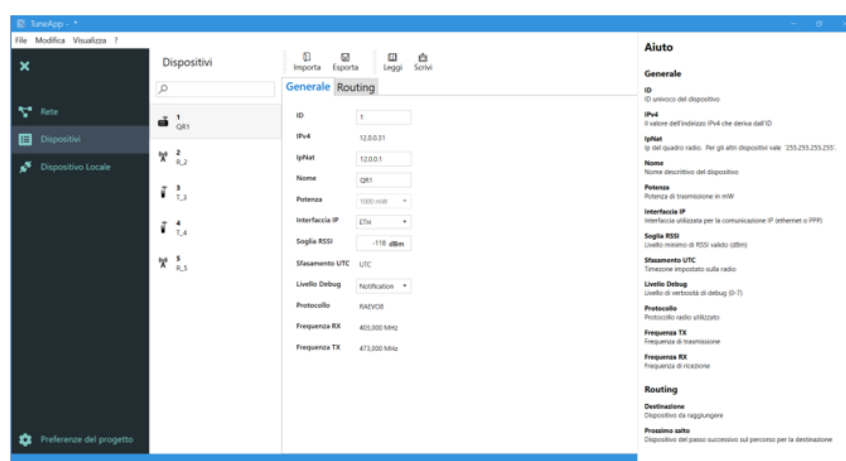 TuneApp - *
File Modifica Visualizza ?
Rete
Dispositivi
Dispositivo Locale
Preferenze del progetto
Dispositivi
1
QR1
2
R_2
3
T_3
4
T_4
5
R_5
Importa Esporta Leggi Scrivi
Generale Routing
ID 1
IPv4 12.0.0.31
IpNat 12.0.0.1
Nome QR1
Potenza 1000 mW
Interfaccia IP ETH
Soglia RSSI -118 dBm
Sfasamento UTC UTC
Livello Debug Notification
Protocollo RAEVO8
Frequenza RX 403,000 MHz
Frequenza TX 473,000 MHz
Aiuto
Generale
ID
ID univoco del dispositivo
IPv4
Il valore dell'indirizzo IPv4 che deriva dall'ID
IpNat
Ip del quadro radio. Per gli altri dispositivi vale '255.255.255.255'.
Nome
Nome descrittivo del dispositivo
Potenza
Potenza di trasmissione in mW
Interfaccia IP
Interfaccia utilizzata per la comunicazione IP (ethernet o PPP)
Soglia RSSI
Livello minimo di RSSI valido (dBm)
Sfasamento UTC
Timezone impostato sulla radio
Livello Debug
Livello di verbosità di debug (0-7)
Protocollo
Protocollo radio utilizzato
Frequenza TX
Frequenza di trasmissione
Frequenza RX
Frequenza di ricezione
Routing
Destinazione
Dispositivo da raggiungere
Prossimo salto
Dispositivo del passo successivo sul percorso per la destinazione